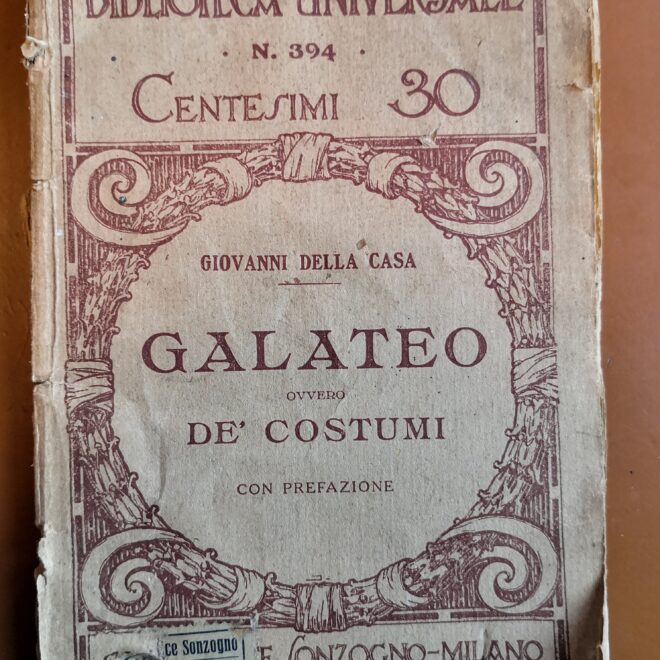 BIBLIOTECA UNIVERSALE
· N. 394 ·
CENTESIMI 30
GIOVANNI DELLA CASA
GALATEO
OVVERO
DE' COSTUMI
CON PREFAZIONE
ce Sonzogno
E SONZOGNO-MILANO